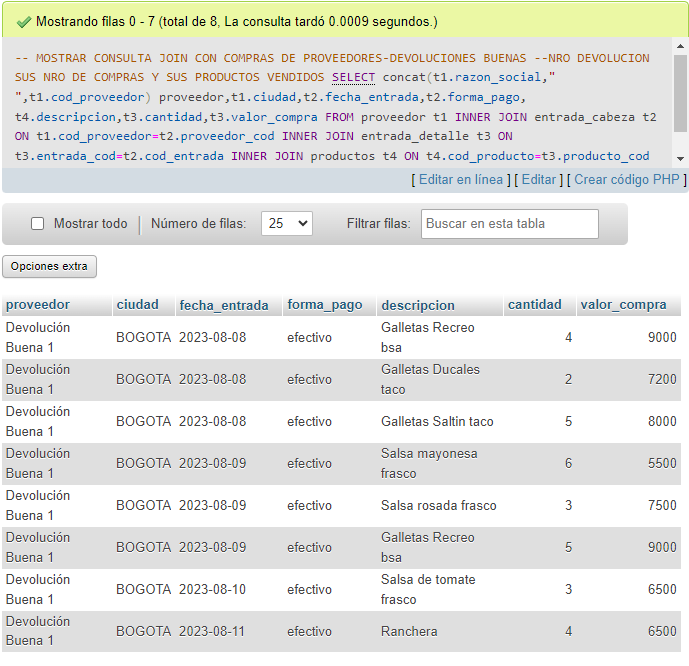 Mostrando filas 0 - 7 (total de 8, La consulta tardó 0.0009 segundos.)
-- MOSTRAR CONSULTA JOIN CON COMPRAS DE PROVEEDORES-DEVOLUCIONES BUENAS --NRO DEVOLUCION
SUS NRO DE COMPRAS Y SUS PRODUCTOS VENDIDOS SELECT concat(t1.razon_social,"
",t1.cod_proveedor) proveedor,t1.ciudad,t2.fecha_entrada,t2.forma_pago,
t4.descripcion,t3.cantidad,t3.valor_compra FROM proveedor t1 INNER JOIN entrada_cabeza t2
ON t1.cod_proveedor=t2.proveedor_cod INNER JOIN entrada_detalle t3 ON
t3.entrada_cod=t2.cod_entrada INNER JOIN productos t4 ON t4.cod_producto=t3.producto_cod
[ Editar en línea ] [ Editar ] [ Crear código PHP ]
Mostrar todo | Número de filas: 25 Filtrar filas: Buscar en esta tabla
Opciones extra
proveedor ciudad fecha_entrada forma_pago descripcion cantidad valor_compra
Devolución Buena 1 BOGOTA 2023-08-08 efectivo Galletas Recreo bsa 4 9000
Devolución Buena 1 BOGOTA 2023-08-08 efectivo Galletas Ducales taco 2 7200
Devolución Buena 1 BOGOTA 2023-08-08 efectivo Galletas Saltin taco 5 8000
Devolución Buena 1 BOGOTA 2023-08-09 efectivo Salsa mayonesa frasco 6 5500
Devolución Buena 1 BOGOTA 2023-08-09 efectivo Salsa rosada frasco 3 7500
Devolución Buena 1 BOGOTA 2023-08-09 efectivo Galletas Recreo bsa 5 9000
Devolución Buena 1 BOGOTA 2023-08-10 efectivo Salsa de tomate frasco 3 6500
Devolución Buena 1 BOGOTA 2023-08-11 efectivo Ranchera 4 6500